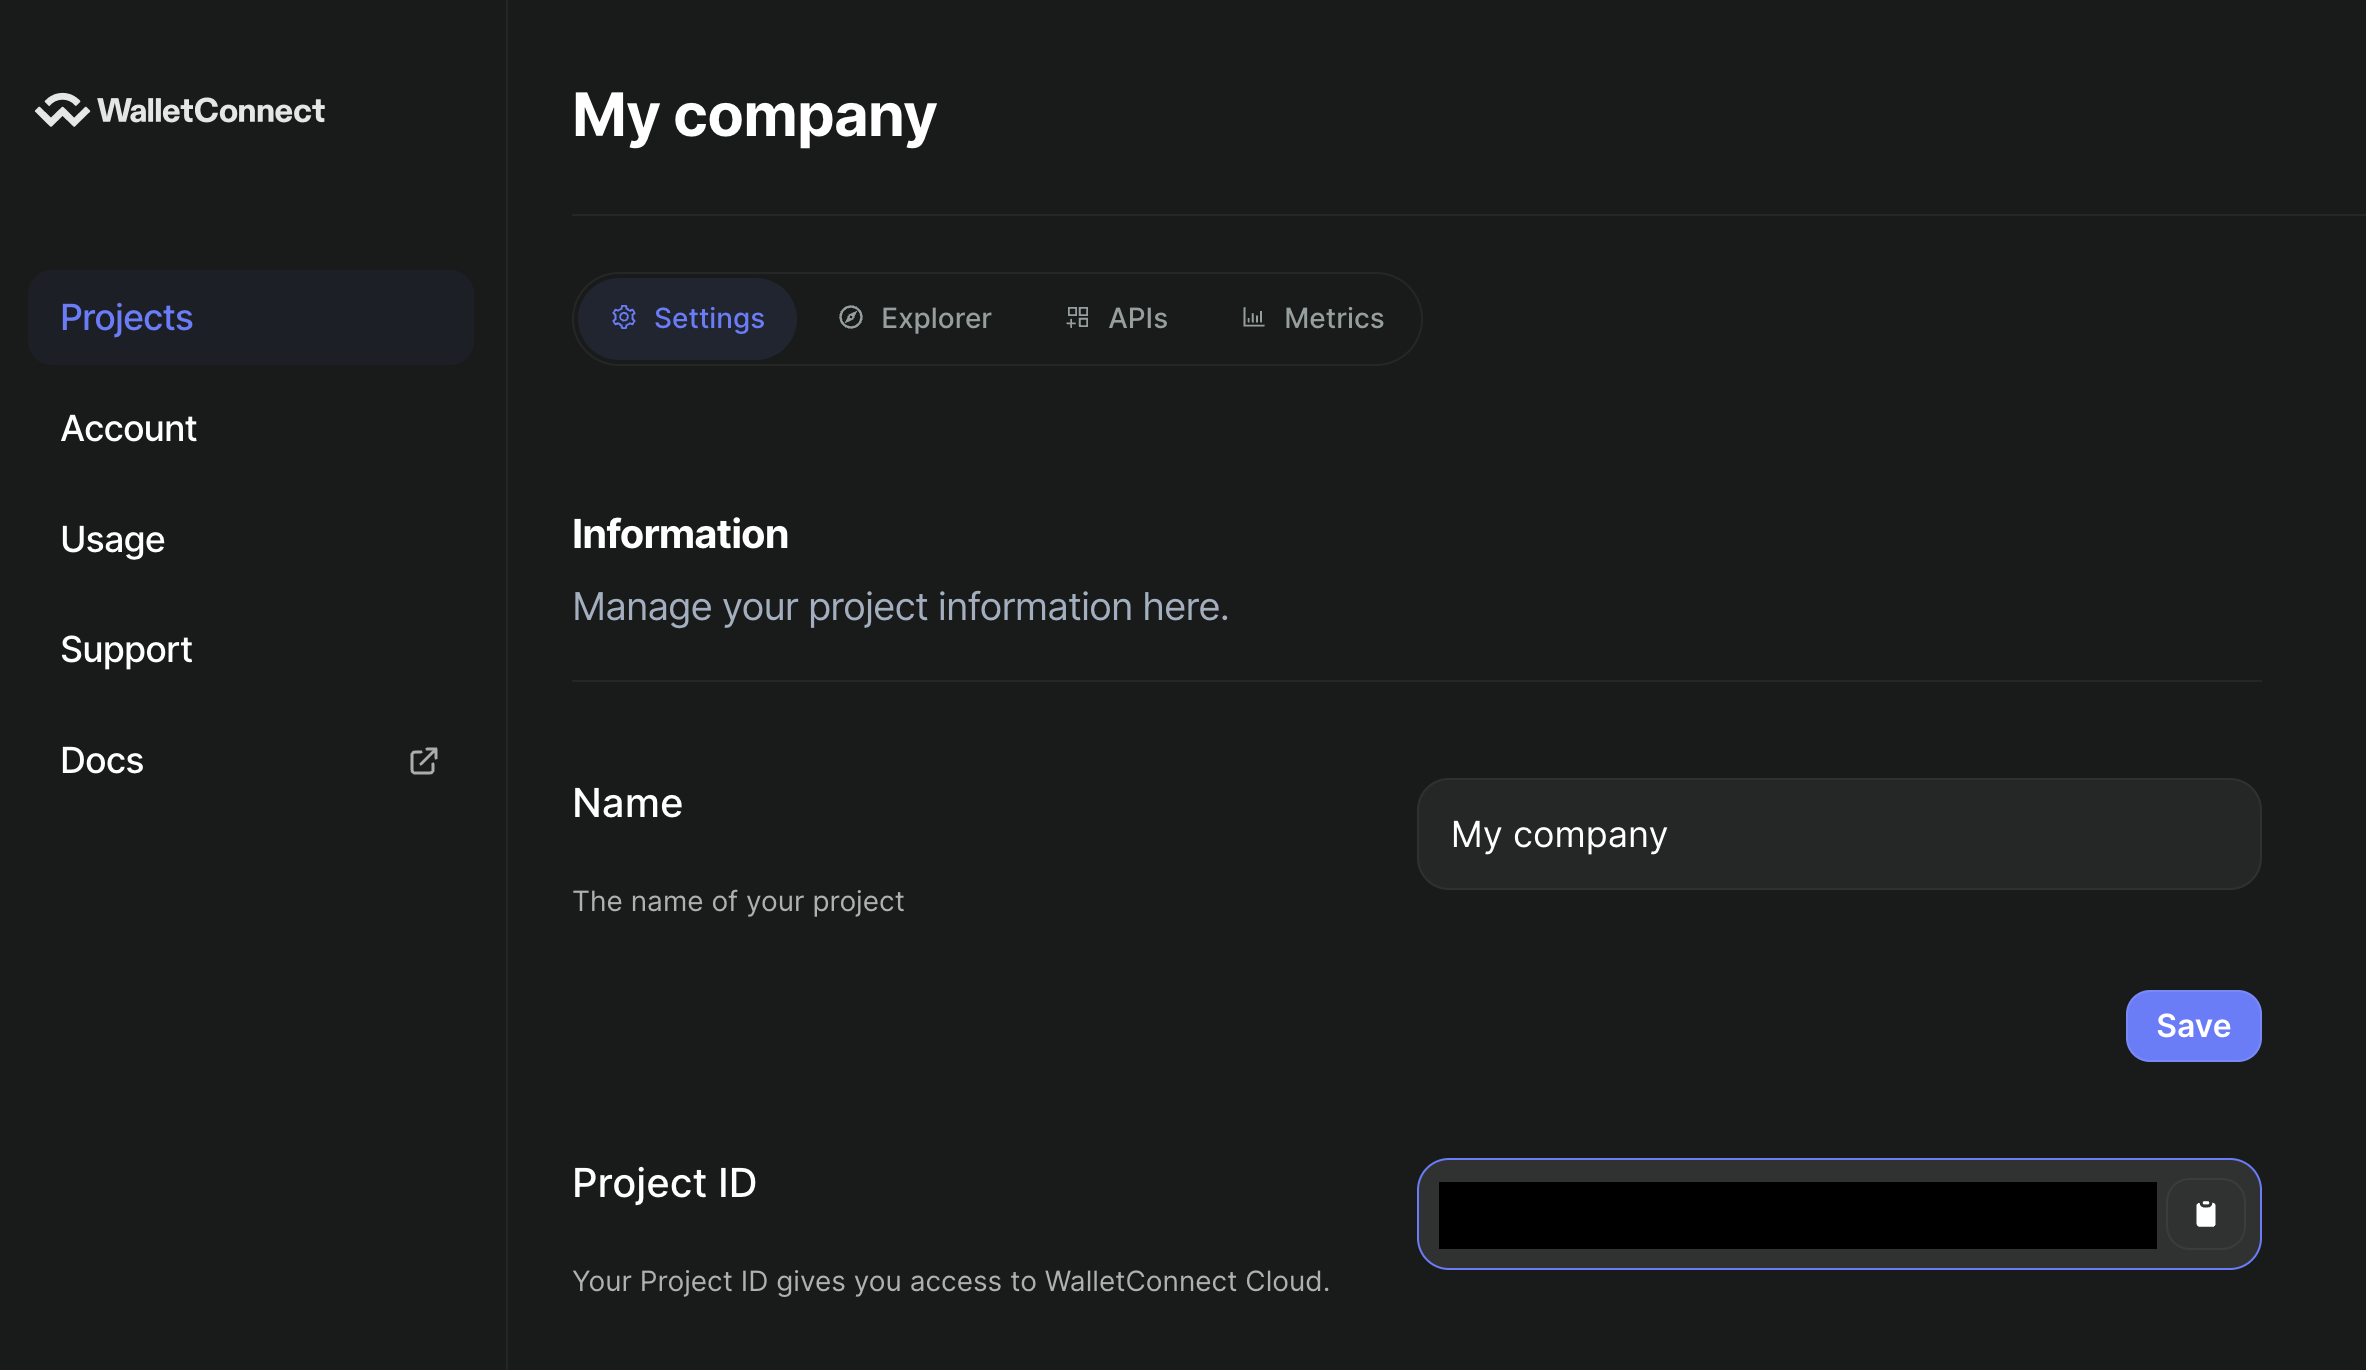 WalletConnect
Projects
Account
Usage
Support
Docs
My company
Settings
Explorer
APIs
Metrics
Information
Manage your project information here.
Name
My company
The name of your project
Save
Project ID
Your Project ID gives you access to WalletConnect Cloud.